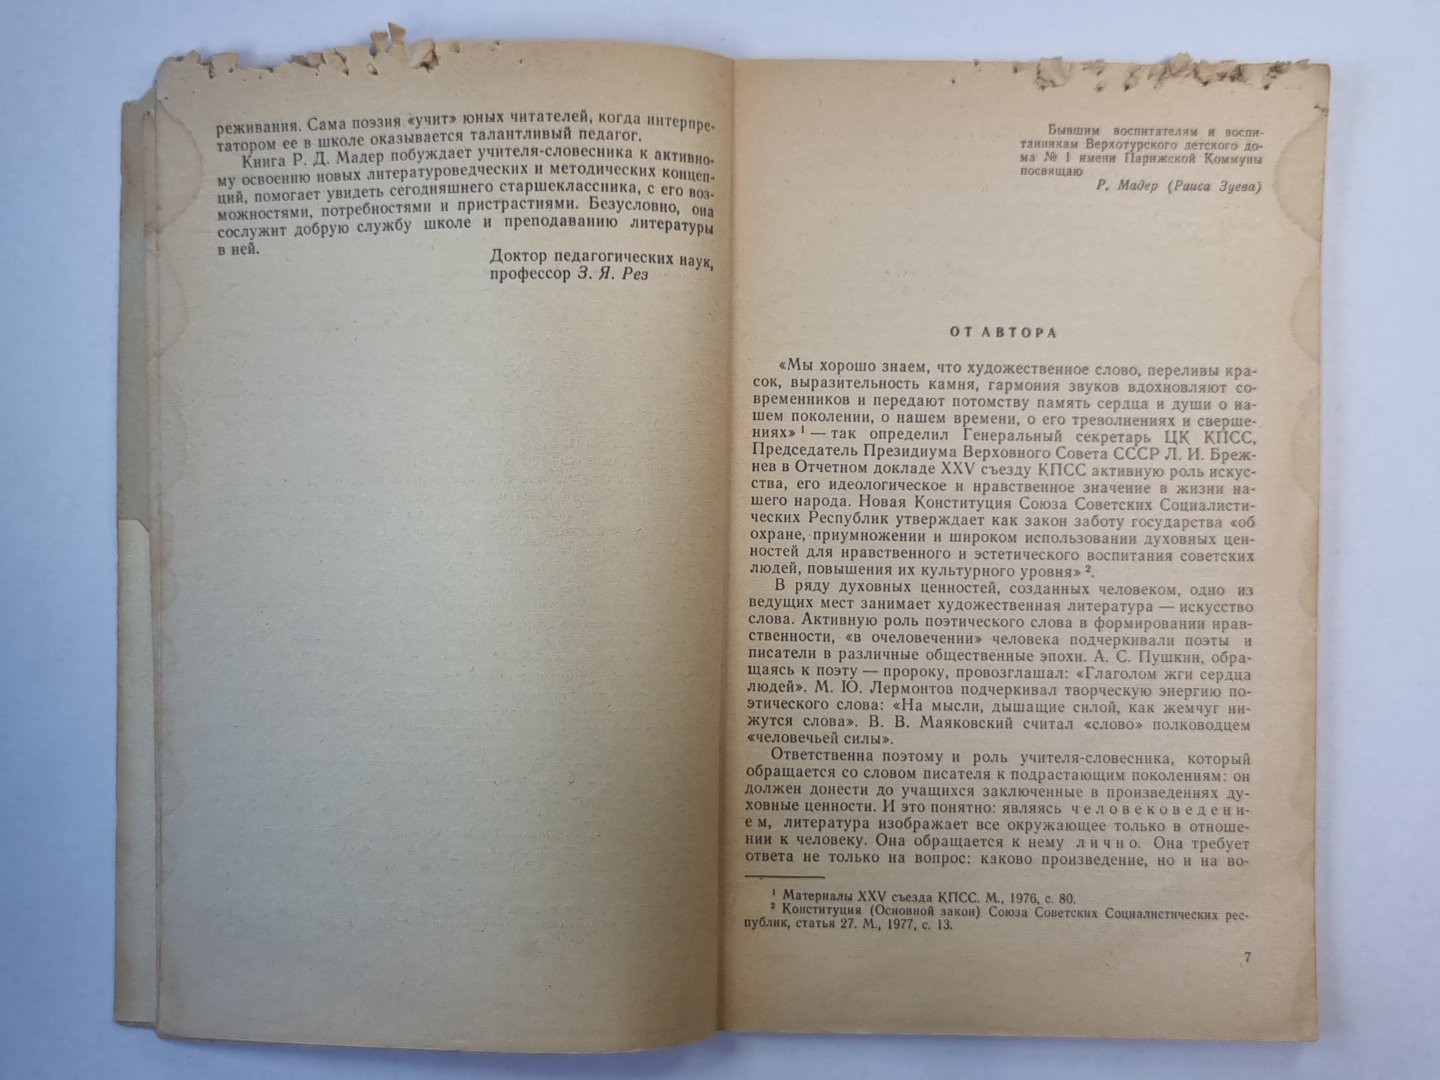 реживания. Сама поэзия «учит» юных читателей, когда интерпре-
татором ее в школе оказывается талантливый педагог.
Книга Р. Д. Мадер побуждает учителя-словесника к активно-
му освоению новых литературоведческих и методических концеп-
ций, помогает увидеть сегодняшнего старшеклассника, с его воз-
можностями, потребностями и пристрастиями. Безусловно, она
сослужит добрую службу школе и преподаванию литературы
в ней.
Доктор педагогических наук,
профессор З. Я. Рез
Бывшим воспитателям и воспи-
танникам Верхотурского детского до-
ма № 1 имени Парижской Коммуны
посвящаю
Р. Мадер (Раиса Зуева)
ОТ АВТОРА
«Мы хорошо знаем, что художественное слово, переливы кра-
сок, выразительность камня, гармония звуков вдохновляют со-
временников и передают потомству память сердца и души о на-
шем поколении, о нашем времени, о его треволнениях и сверше-
ниях» ¹ — так определил Генеральный секретарь ЦК КПСС,
Председатель Президиума Верховного Совета СССР Л. И. Бреж-
нев в Отчетном докладе XXV съезду КПСС активную роль искус-
ства, его идеологическое и нравственное значение в жизни на-
шего народа. Новая Конституция Союза Советских Социалисти-
ческих Республик утверждает как закон заботу государства «об
охране, приумножении и широком использовании духовных цен-
ностей для нравственного и эстетического воспитания советских
людей, повышения их культурного уровня» ².
В ряду духовных ценностей, созданных человеком, одно из
ведущих мест занимает художественная литература — искусство
слова. Активную роль поэтического слова в формировании нрав-
ственности, «в очеловечении» человека подчеркивали поэты и
писатели в различные общественные эпохи. А. С. Пушкин, обра-
щаясь к поэту — пророку, провозглашал: «Глаголом жги сердца
людей». М. Ю. Лермонтов подчеркивал творческую энергию по-
этического слова: «На мысли, дышащие силой, как жемчуг ни-
жутся слова». В. В. Маяковский считал «слово» полководцем
«человечьей силы».
Ответственна поэтому и роль учителя-словесника, который
обращается со словом писателя к подрастающим поколениям: он
должен донести до учащихся заключенные в произведениях ду-
ховные ценности. И это понятно: являясь человековедени-
ем, литература изображает все окружающее только в отноше-
нии к человеку. Она обращается к нему лично. Она требует
ответа не только на вопрос: каково произведение, но и на во-
¹ Материалы XXV съезда КПСС. М., 1976, с. 80.
² Конституция (Основной закон) Союза Советских Социалистических рес-
публик, статья 27. М., 1977, с. 13.
7